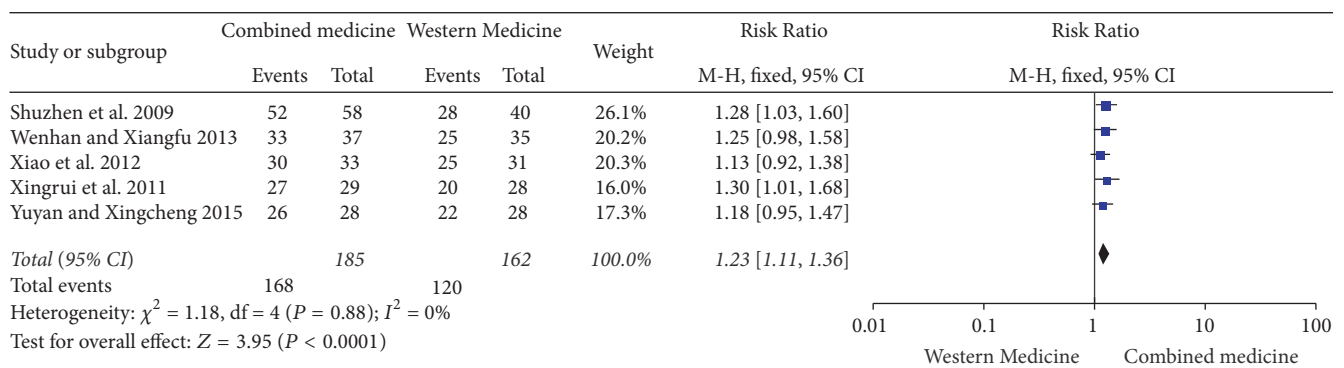 Study or subgroup Combined medicine Western Medicine Weight Risk Ratio Risk Ratio
Events Total Events Total M-H, fixed, 95% CI M-H, fixed, 95% CI
Shuzhen et al. 2009 52 58 28 40 26.1% 1.28 [1.03, 1.60]
Wenhan and Xiangfu 2013 33 37 25 35 20.2% 1.25 [0.98, 1.58]
Xiao et al. 2012 30 33 25 31 20.3% 1.13 [0.92, 1.38]
Xingrui et al. 2011 27 29 20 28 16.0% 1.30 [1.01, 1.68]
Yuyan and Xingcheng 2015 26 28 22 28 17.3% 1.18 [0.95, 1.47]
Total (95% CI) 185 162 100.0% 1.23 [1.11, 1.36]
Total events 168 120
Heterogeneity: χ² = 1.18, df = 4 (P = 0.88); I² = 0%
Test for overall effect: Z = 3.95 (P < 0.0001)
0.01 0.1 1 10 100
Western Medicine Combined medicine